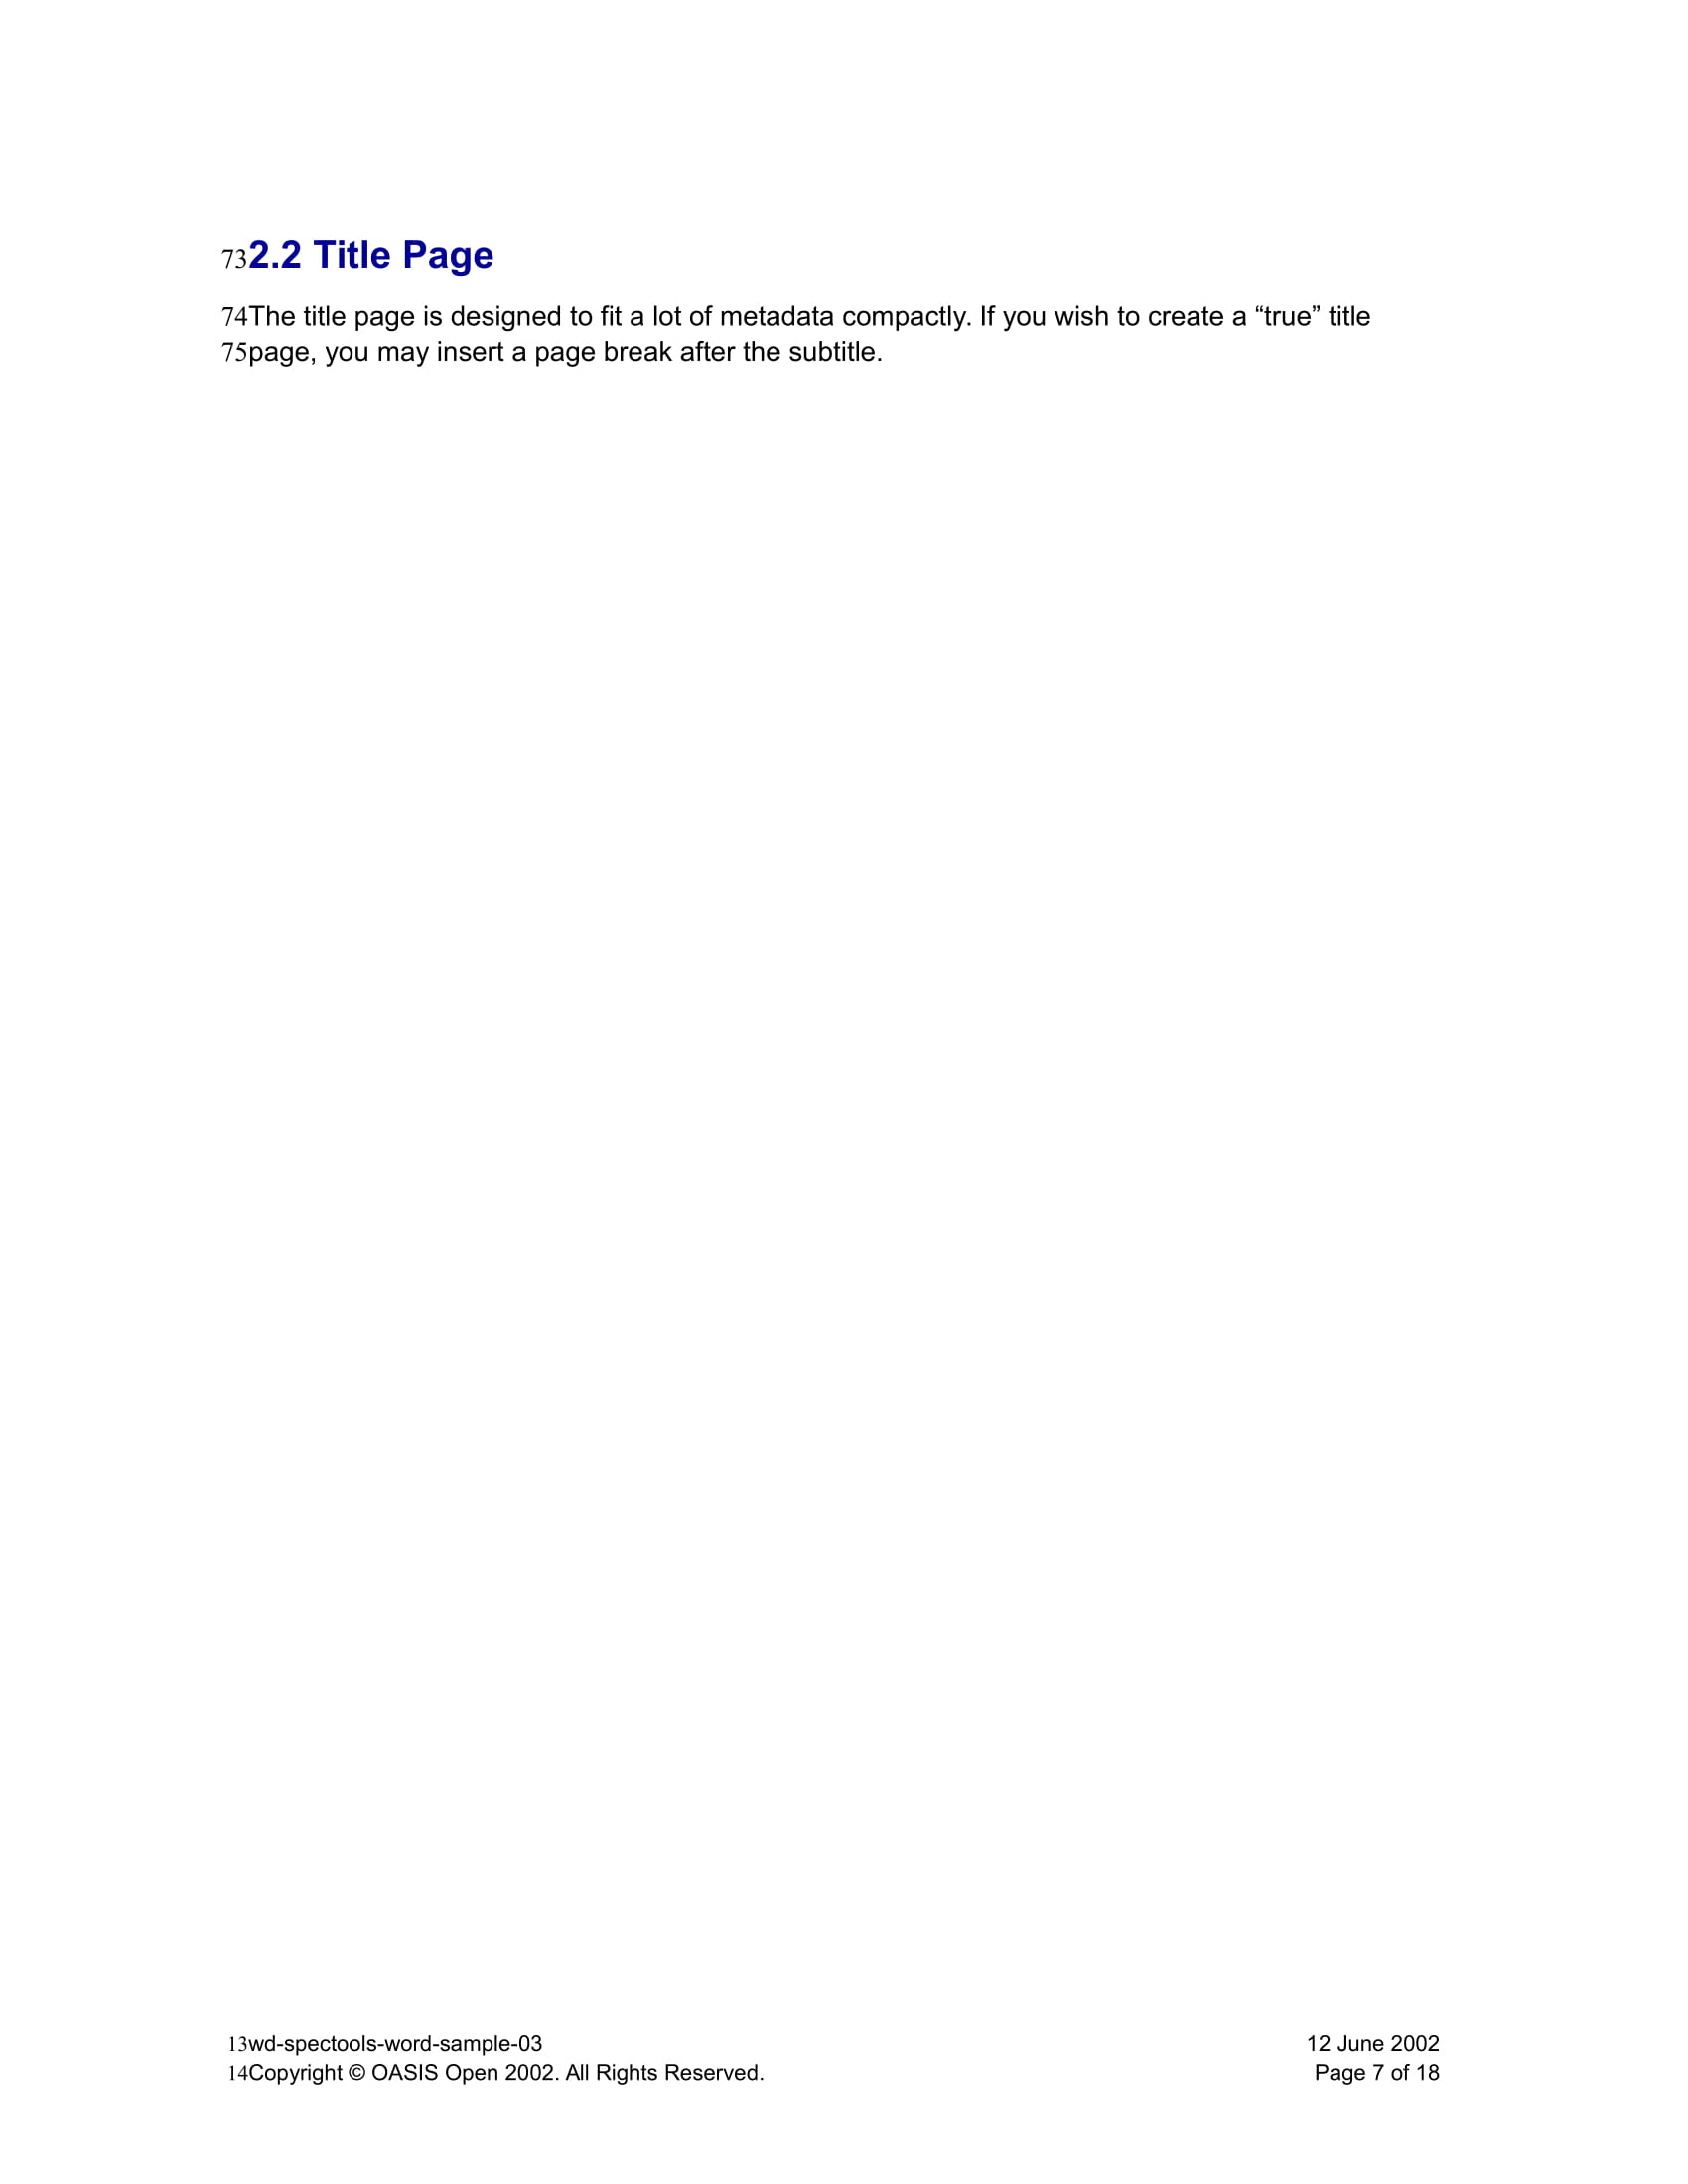 732.2 Title Page
74The title page is designed to fit a lot of metadata compactly. If you wish to create a “true” title
75page, you may insert a page break after the subtitle.
13wd-spectools-word-sample-03 12 June 2002
14Copyright © OASIS Open 2002. All Rights Reserved. Page 7 of 18